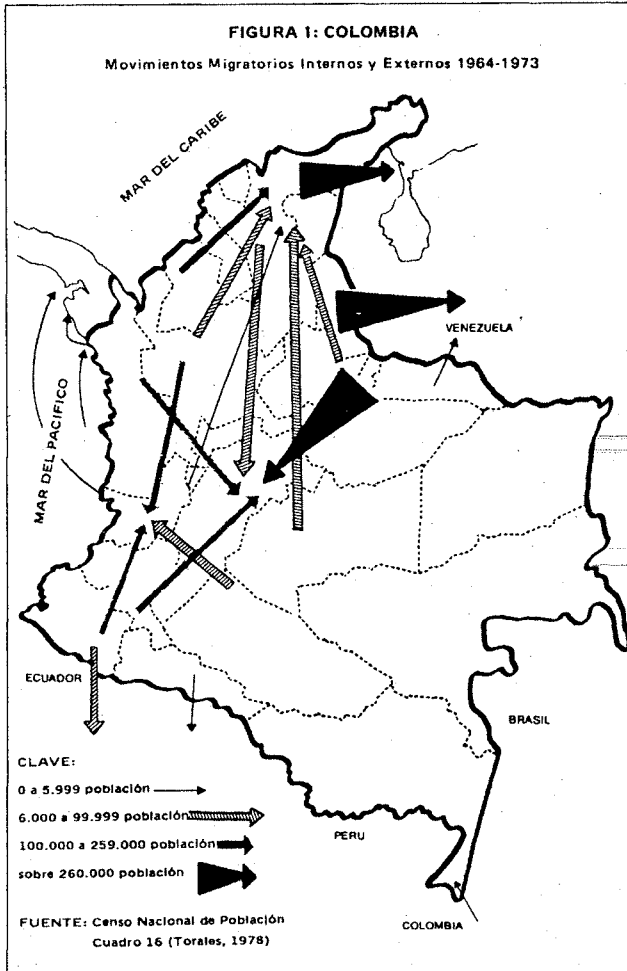 FIGURA 1: COLOMBIA
Movimientos Migratorios Internos y Externos 1964-1973
MAR DEL CARIBE
MAR DEL PACIFICO
VENEZUELA
ECUADOR
BRASIL
PERU
COLOMBIA
CLAVE:
0 a 5.999 población
6.000 a 99.999 población
100.000 a 259.000 población
sobre 260.000 población
FUENTE: Censo Nacional de Población
Cuadro 16 (Torales, 1978)